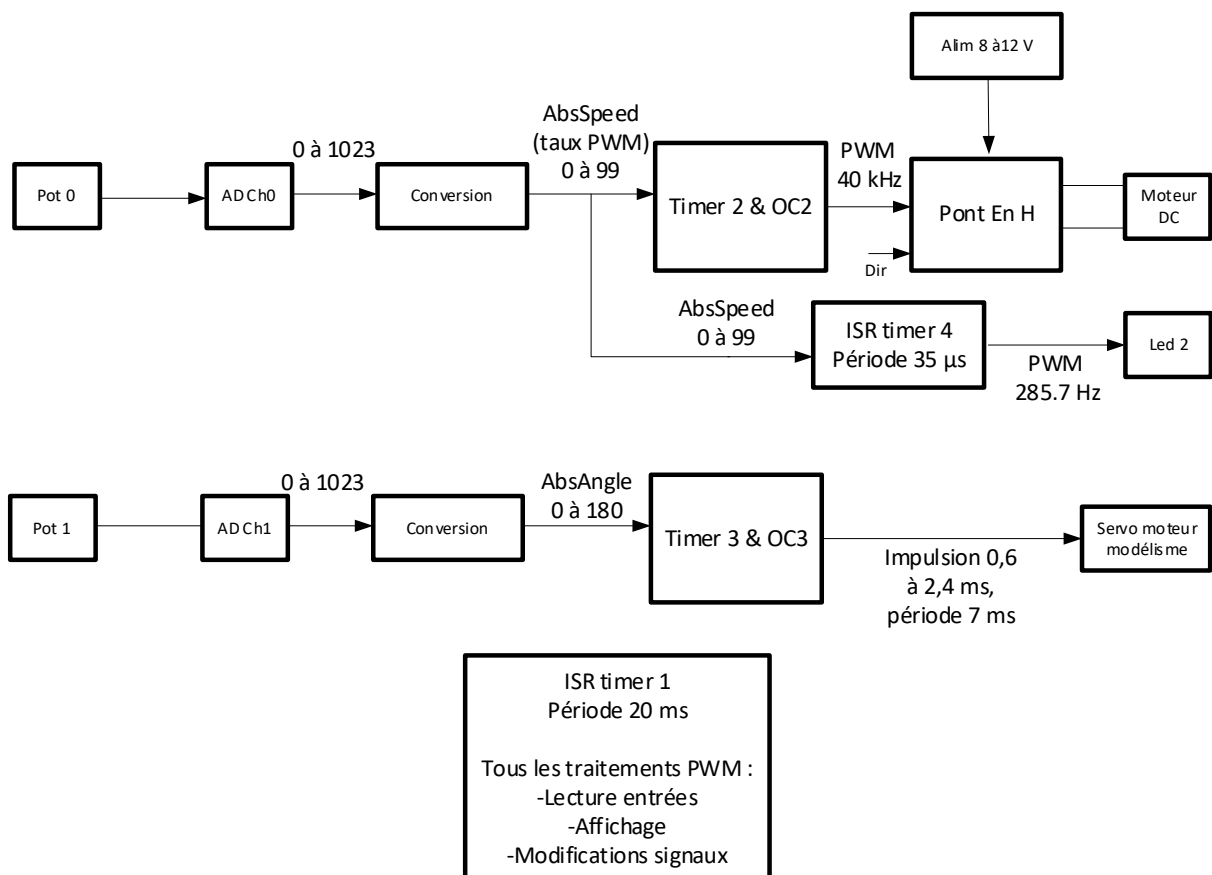 Alim 8 à12 V
AbsSpeed
(taux PWM)
0 à 99
0 à 1023
PWM
40 kHz
Pot 0
ADCh0
Conversion
Timer 2 & OC2
Pont En H
Moteur
DC
Dir
AbsSpeed
0 à 99
ISR timer 4
Période 35 µs
PWM
285.7 Hz
Led 2
0 à 1023
AbsAngle
0 à 180
Pot 1
ADCh1
Conversion
Timer 3 & OC3
Servo moteur
modélisme
Impulsion 0,6
à 2,4 ms,
période 7 ms
ISR timer 1
Période 20 ms
Tous les traitements PWM :
-Lecture entrées
-Affichage
-Modifications signaux